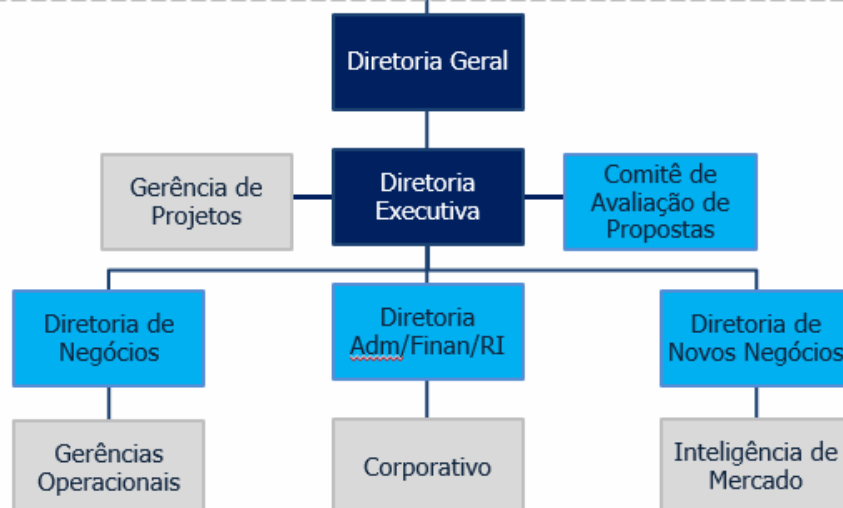 Diretoria Geral
Gerência de
Projetos
Diretoria
Executiva
Comitê de
Avaliação de
Propostas
Diretoria de
Negócios
Diretoria
Adm/Finan/RI
Diretoria de
Novos Negócios
Gerências
Operacionais
Corporativo
Inteligência de
Mercado